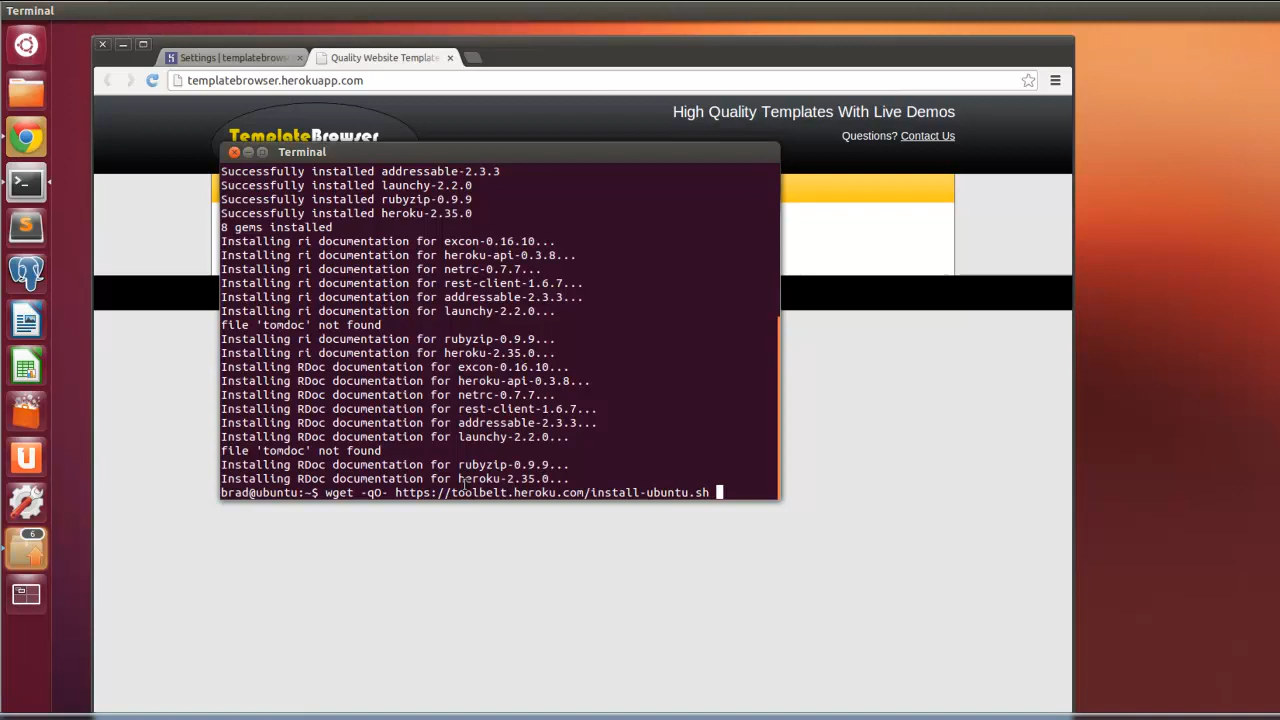 Terminal
Settings | templatebrows
Quality Website Template
templatebrowser.herokuapp.com
High Quality Templates With Live Demos
TemplateBrowser
Questions? Contact Us
Terminal
Successfully installed addressable-2.3.3
Successfully installed launchy-2.2.0
Successfully installed rubyzip-0.9.9
Successfully installed heroku-2.35.0
8 gems installed
Installing ri documentation for excon-0.16.10...
Installing ri documentation for heroku-api-0.3.8...
Installing ri documentation for netrc-0.7.7...
Installing ri documentation for rest-client-1.6.7...
Installing ri documentation for addressable-2.3.3...
Installing ri documentation for launchy-2.2.0...
file 'tomdoc' not found
Installing ri documentation for rubyzip-0.9.9...
Installing ri documentation for heroku-2.35.0...
Installing RDoc documentation for excon-0.16.10...
Installing RDoc documentation for heroku-api-0.3.8...
Installing RDoc documentation for netrc-0.7.7...
Installing RDoc documentation for rest-client-1.6.7...
Installing RDoc documentation for addressable-2.3.3...
Installing RDoc documentation for launchy-2.2.0...
file 'tomdoc' not found
Installing RDoc documentation for rubyzip-0.9.9...
Installing RDoc documentation for heroku-2.35.0...
brad@ubuntu:~$ wget -qO- https://toolbelt.heroku.com/install-ubuntu.sh
6